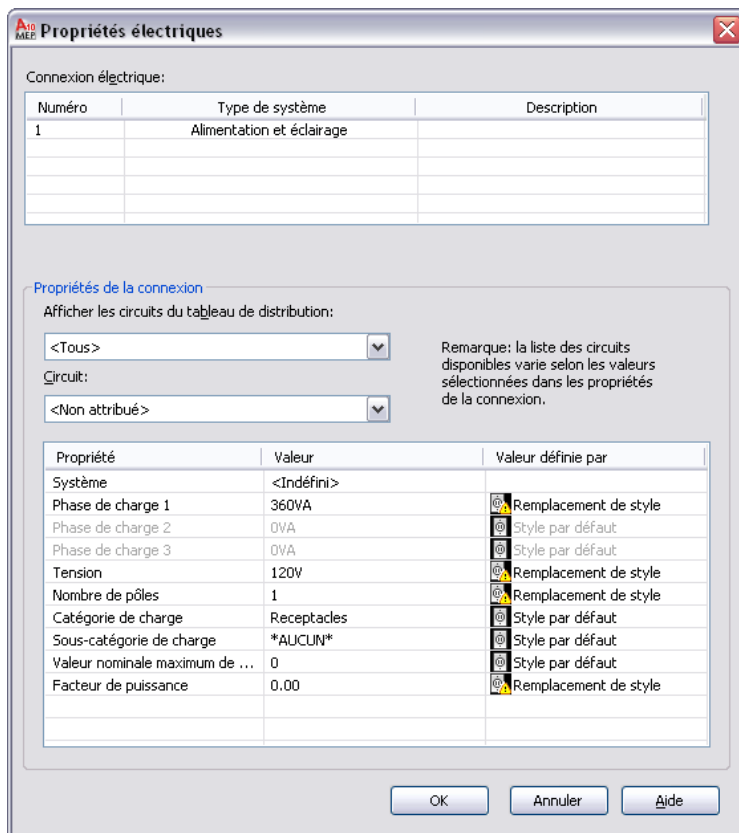 A10 MEP Propriétés électriques
Connexion électrique:
Numéro Type de système Description
1 Alimentation et éclairage
Propriétés de la connexion
Afficher les circuits du tableau de distribution:
<Tous>
Remarque: la liste des circuits
disponibles varie selon les valeurs
sélectionnées dans les propriétés
de la connexion.
Circuit:
<Non attribué>
Propriété Valeur Valeur définie par
Système <Indéfini>
Phase de charge 1 360VA Remplacement de style
Phase de charge 2 0VA Style par défaut
Phase de charge 3 0VA Style par défaut
Tension 120V Remplacement de style
Nombre de pôles 1 Remplacement de style
Catégorie de charge Receptacles Style par défaut
Sous-catégorie de charge *AUCUN* Style par défaut
Valeur nominale maximum de ... 0 Style par défaut
Facteur de puissance 0.00 Remplacement de style
OK Annuler Aide